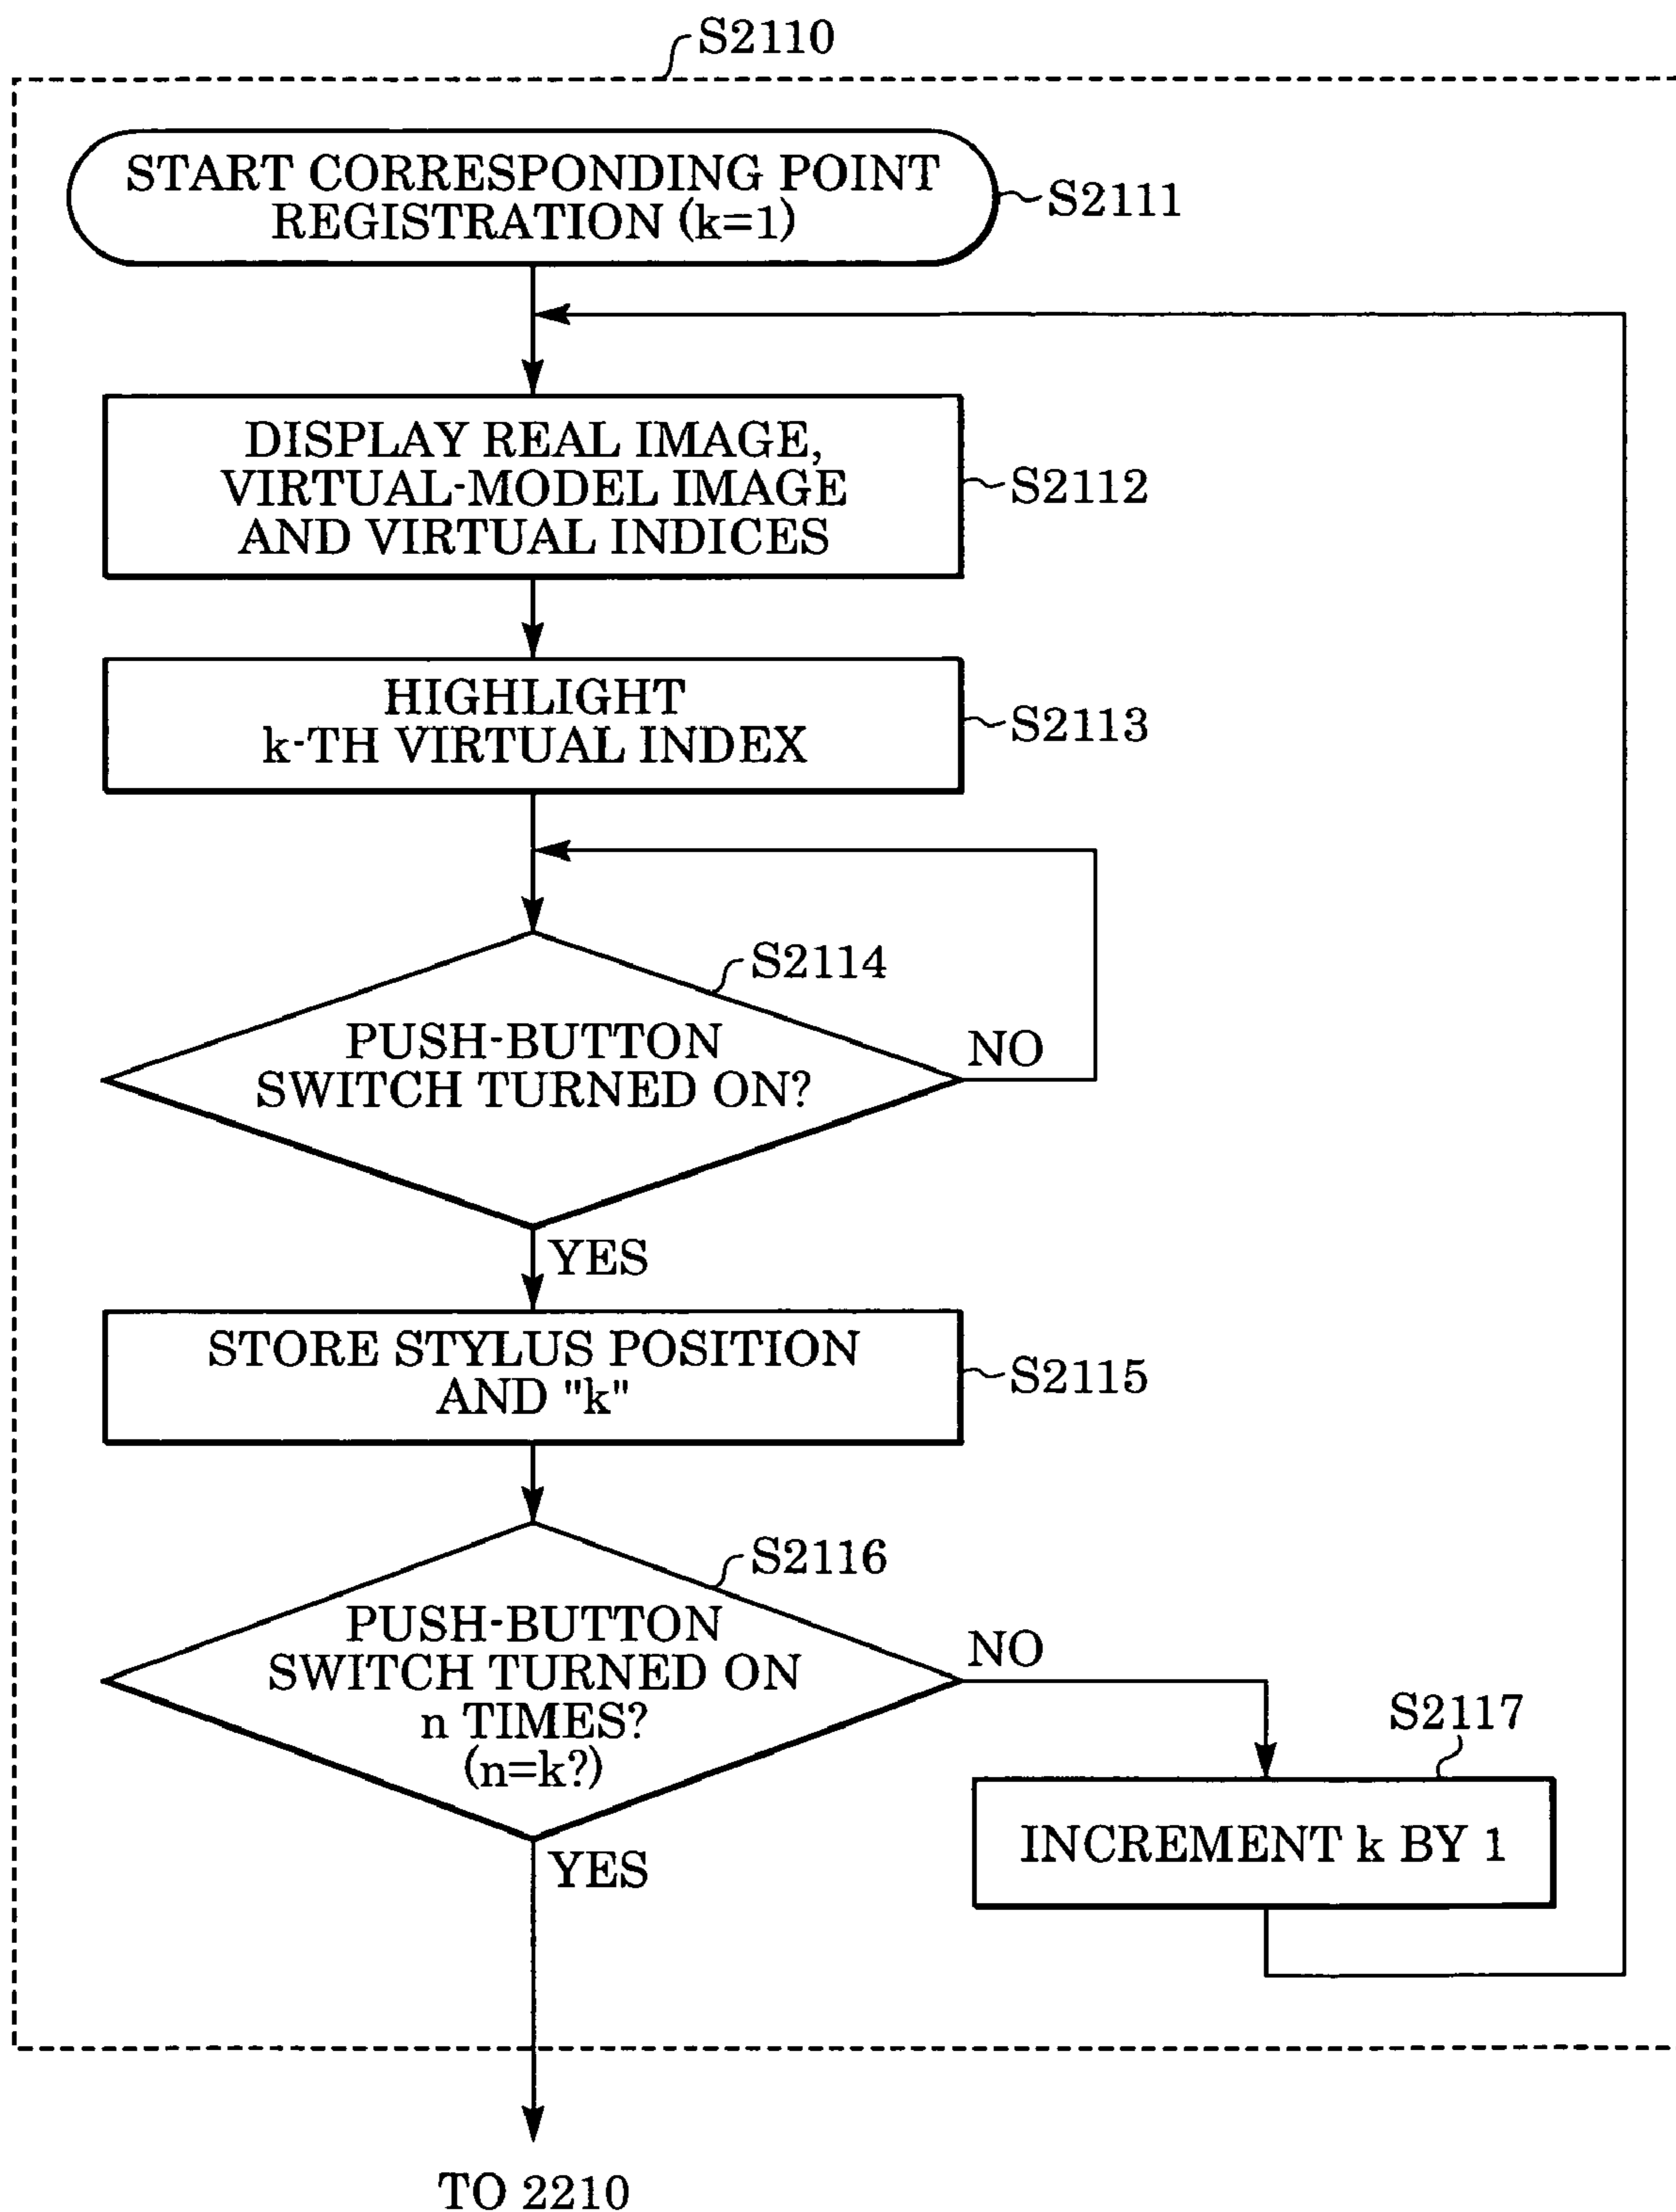 S2110
START CORRESPONDING POINT
REGISTRATION (k=1)
S2111
DISPLAY REAL IMAGE,
VIRTUAL-MODEL IMAGE
AND VIRTUAL INDICES
S2112
HIGHLIGHT
k-TH VIRTUAL INDEX
S2113
S2114
PUSH-BUTTON
SWITCH TURNED ON?
NO
YES
STORE STYLUS POSITION
AND "k"
S2115
S2116
PUSH-BUTTON
SWITCH TURNED ON
n TIMES?
(n=k?)
NO
YES
S2117
INCREMENT k BY 1
TO 2210